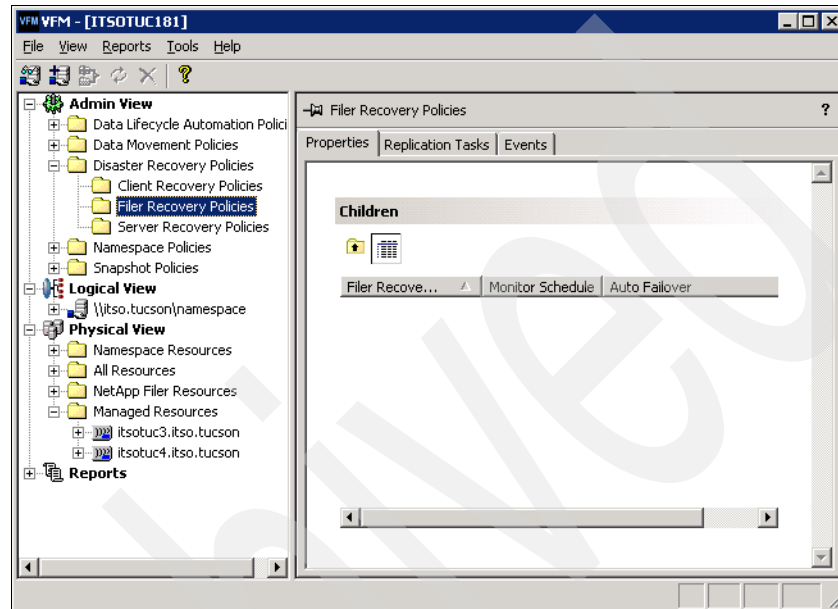 VFM VFM - [ITSOTUC181]
File View Reports Tools Help
Admin View
Data Lifecycle Automation Polici
Data Movement Policies
Disaster Recovery Policies
Client Recovery Policies
Filer Recovery Policies
Server Recovery Policies
Namespace Policies
Snapshot Policies
Logical View
\\itso.tucson\namespace
Physical View
Namespace Resources
All Resources
NetApp Filer Resources
Managed Resources
itsotuc3.itso.tucson
itsotuc4.itso.tucson
Reports
Filer Recovery Policies ?
Properties Replication Tasks Events
Children
Filer Recove... Monitor Schedule Auto Failover